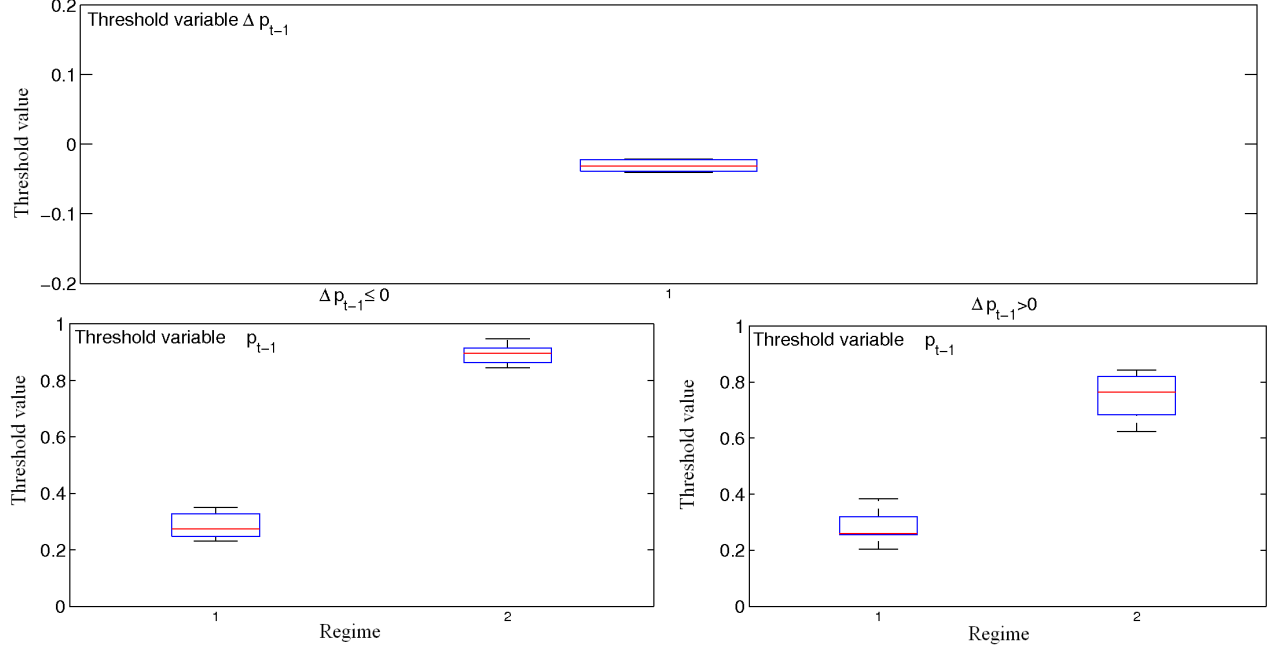 Threshold variable Δ p_{t−1}
Threshold value
0.2
0.1
0
−0.1
−0.2
1
Δ p_{t−1} ≤ 0
Threshold variable p_{t−1}
Threshold value
1
0.8
0.6
0.4
0.2
0
1 2
Regime
Δ p_{t−1}>0
Threshold variable p_{t−1}
Threshold value
1
0.8
0.6
0.4
0.2
0
1 2
Regime